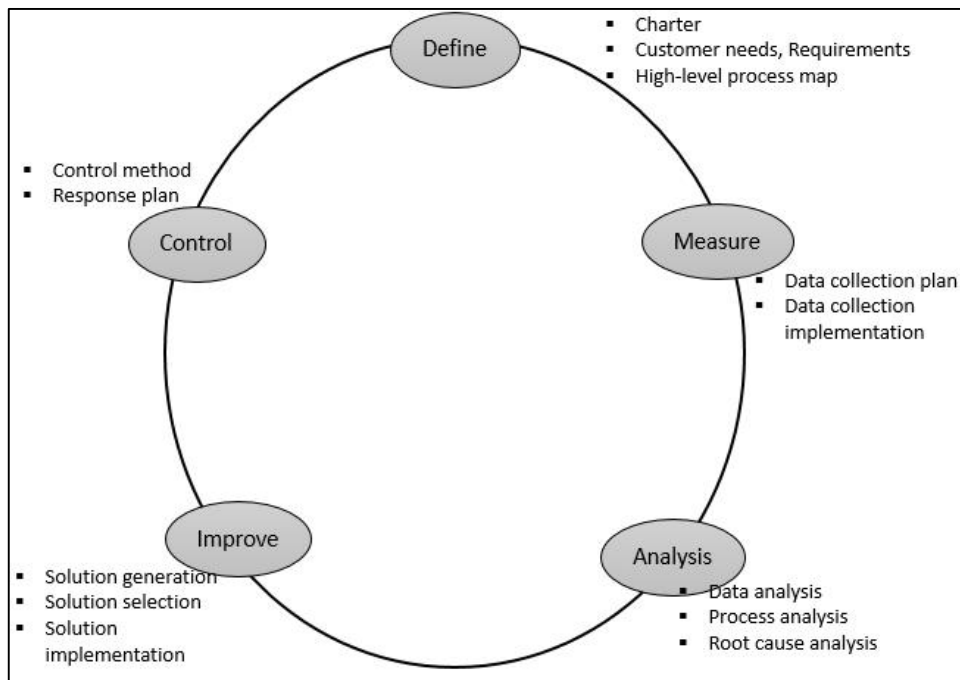 Define
▪ Charter
▪ Customer needs, Requirements
▪ High-level process map
▪ Control method
▪ Response plan
Control
Measure
▪ Data collection plan
▪ Data collection
implementation
Improve
▪ Solution generation
▪ Solution selection
▪ Solution
implementation
Analysis
▪ Data analysis
▪ Process analysis
▪ Root cause analysis